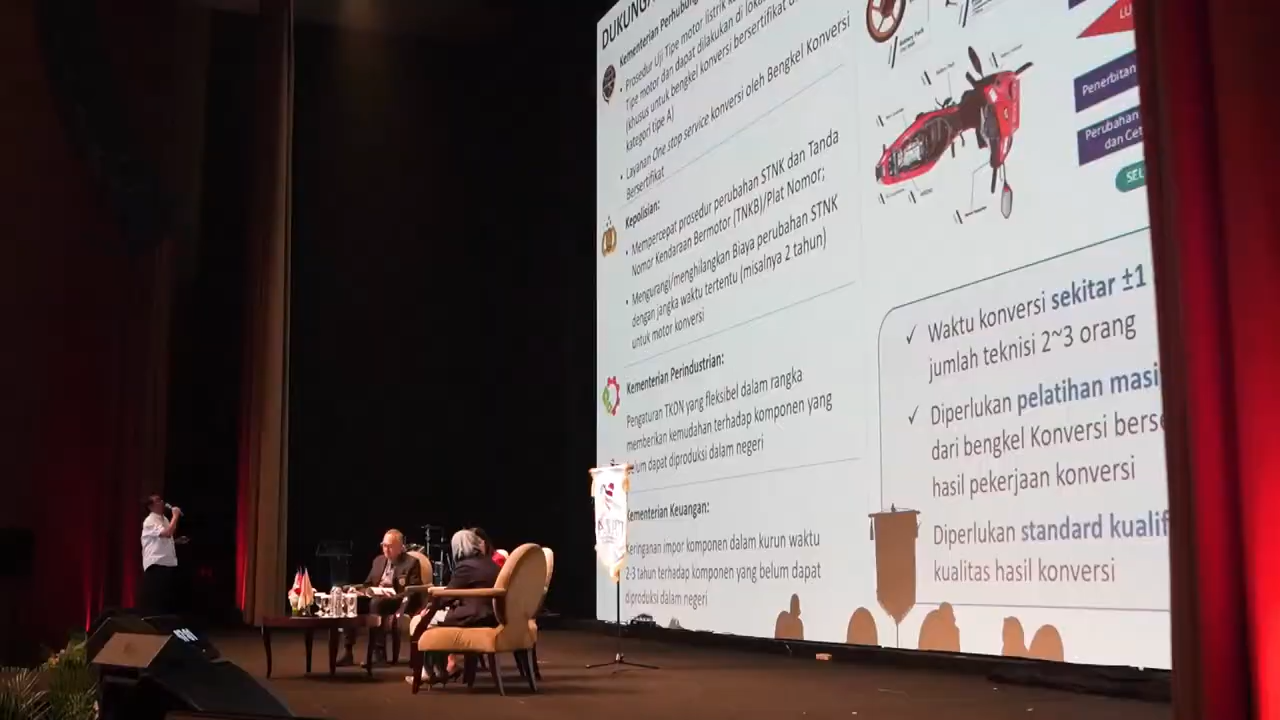 DUKUNGA
Kementerian Perhubung
• Prosedur Uji Tipe motor listrik
Tipe motor dan dapat dilakukan di
(khusus untuk bengkel konversi bersertifikat
kategori tipe A)
• Layanan One stop service konversi oleh Bengkel Konversi
Bersertifikat
Kepolisian:
• Mempercepat prosedur perubahan STNK dan Tanda
Nomor Kendaraan Bermotor (TNKB)/Plat Nomor;
• Mengurangi/menghilangkan Biaya perubahan STNK
dengan jangka waktu tertentu (misalnya 2 tahun)
untuk motor konversi
Kementerian Perindustrian:
Pengaturan TKDN yang fleksibel dalam rangka
memberikan kemudahan terhadap komponen yang
belum dapat diproduksi dalam negeri
Kementerian Keuangan:
Keringanan impor komponen dalam kurun waktu
2-3 tahun terhadap komponen yang belum dapat
diproduksi dalam negeri
LU
Penerbitan
Perubahan
dan Cet
SEL
✓ Waktu konversi sekitar ±1
jumlah teknisi 2~3 orang
✓ Diperlukan pelatihan masi
dari bengkel Konversi berse
hasil pekerjaan konversi
Diperlukan standard kualif
kualitas hasil konversi